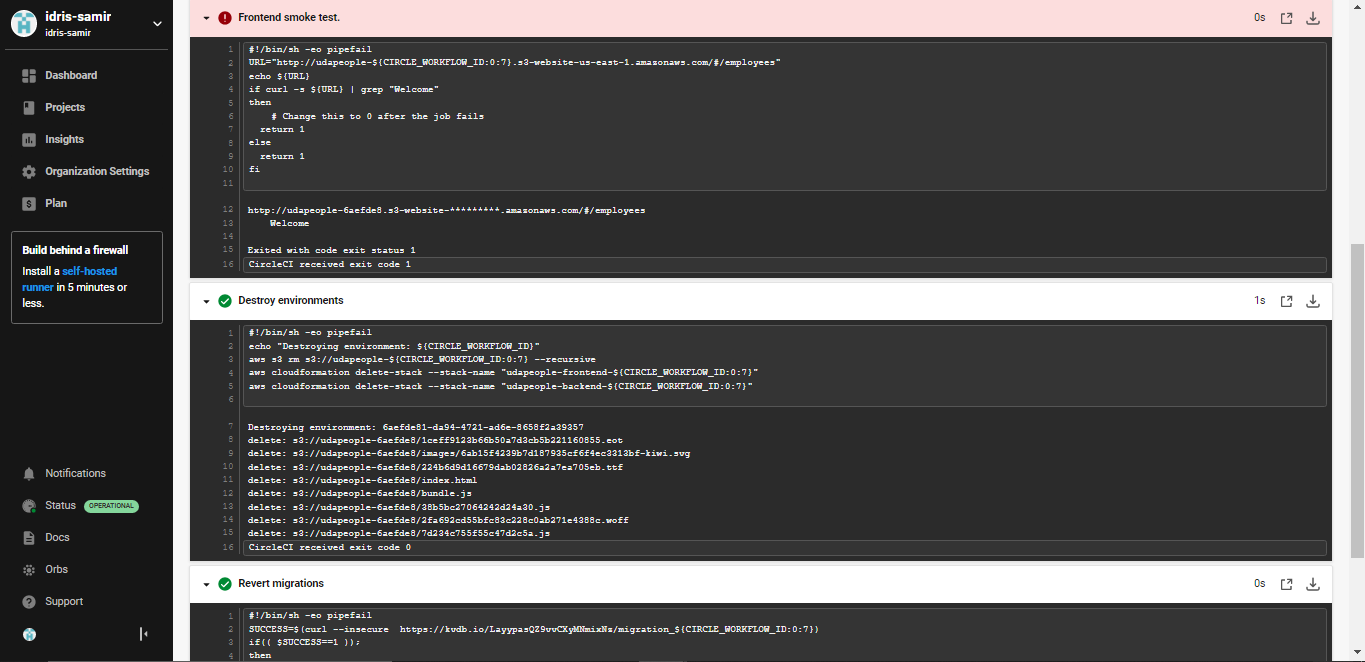 idris-samir
idris-samir
Dashboard
Projects
Insights
Organization Settings
Plan
Build behind a firewall
Install a self-hosted
runner in 5 minutes or
less.
Notifications
Status OPERATIONAL
Docs
Orbs
Support
Frontend smoke test. 0s
1 #!/bin/sh -eo pipefail
2 URL="http://udapeople-${CIRCLE_WORKFLOW_ID:0:7}.s3-website-us-east-1.amazonaws.com/#/employees"
3 echo ${URL}
4 if curl -s ${URL} | grep "Welcome"
5 then
6 # Change this to 0 after the job fails
7 return 1
8 else
9 return 1
10 fi
11
12 http://udapeople-6aefde8.s3-website-*********.amazonaws.com/#/employees
13 Welcome
14
15 Exited with code exit status 1
16 CircleCI received exit code 1
Destroy environments 1s
1 #!/bin/sh -eo pipefail
2 echo "Destroying environment: ${CIRCLE_WORKFLOW_ID}"
3 aws s3 rm s3://udapeople-${CIRCLE_WORKFLOW_ID:0:7} --recursive
4 aws cloudformation delete-stack --stack-name "udapeople-frontend-${CIRCLE_WORKFLOW_ID:0:7}"
5 aws cloudformation delete-stack --stack-name "udapeople-backend-${CIRCLE_WORKFLOW_ID:0:7}"
6
7 Destroying environment: 6aefde81-da94-4721-ad6e-8658f2a39357
8 delete: s3://udapeople-6aefde8/1ceff9123b66b50a7d3cb5b221160855.eot
9 delete: s3://udapeople-6aefde8/images/6ab15f4239b7d187935cf6f4ec3313bf-kiwi.svg
10 delete: s3://udapeople-6aefde8/224b6d9d16679dab02826a2a7ea705eb.ttf
11 delete: s3://udapeople-6aefde8/index.html
12 delete: s3://udapeople-6aefde8/bundle.js
13 delete: s3://udapeople-6aefde8/38b5bc27064242d24a30.js
14 delete: s3://udapeople-6aefde8/2fa692cd55bfc83c228c0ab271e4388c.woff
15 delete: s3://udapeople-6aefde8/7d234c755f55c47d2c5a.js
16 CircleCI received exit code 0
Revert migrations 0s
1 #!/bin/sh -eo pipefail
2 SUCCESS=$(curl --insecure https://kvdb.io/LayypasQZ9vvCXyMNmixNs/migration_${CIRCLE_WORKFLOW_ID:0:7})
3 if(( $SUCCESS==1 ));
4 then